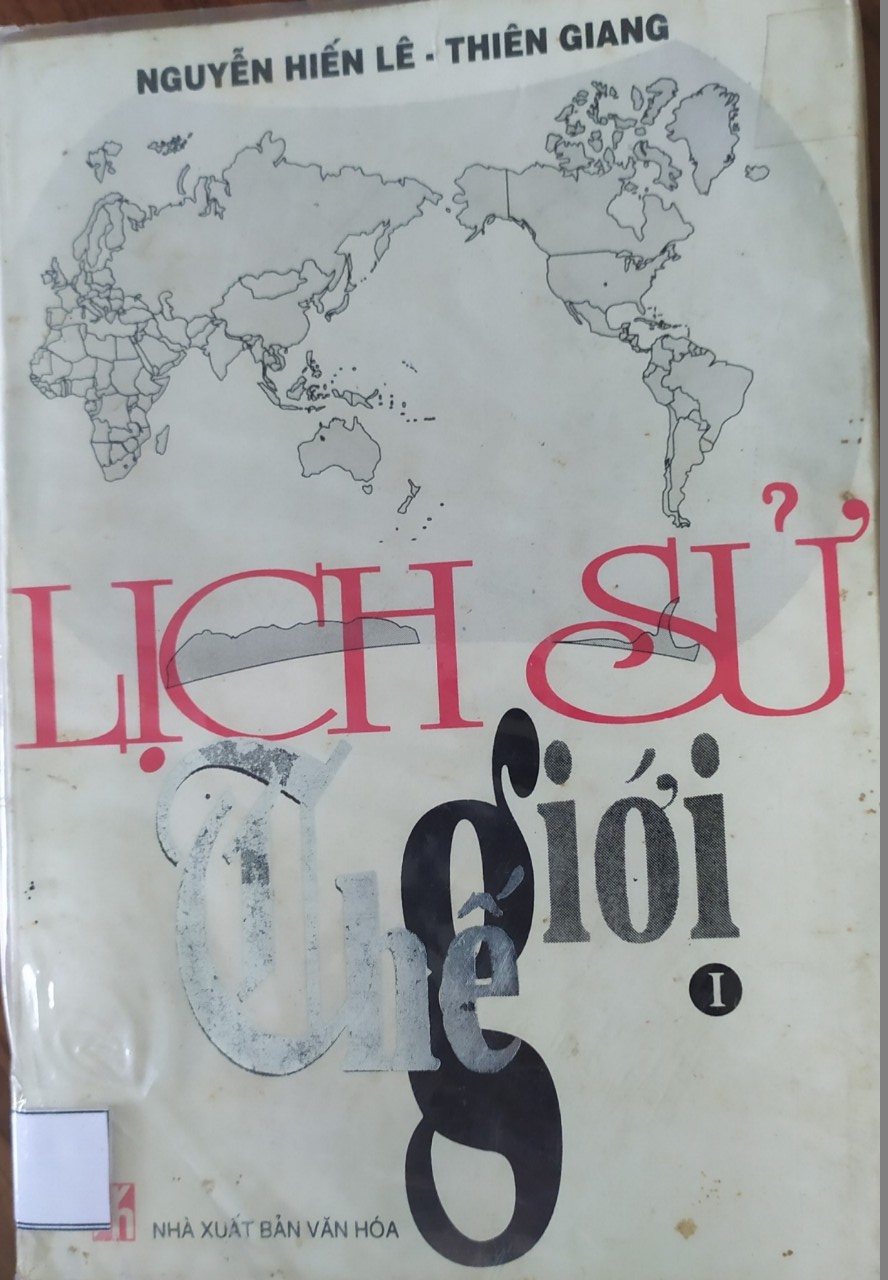 NGUYỄN HIẾN LÊ - THIÊN GIANG
LỊCH SỬ
Thế giới
I
NHÀ XUẤT BẢN VĂN HÓA